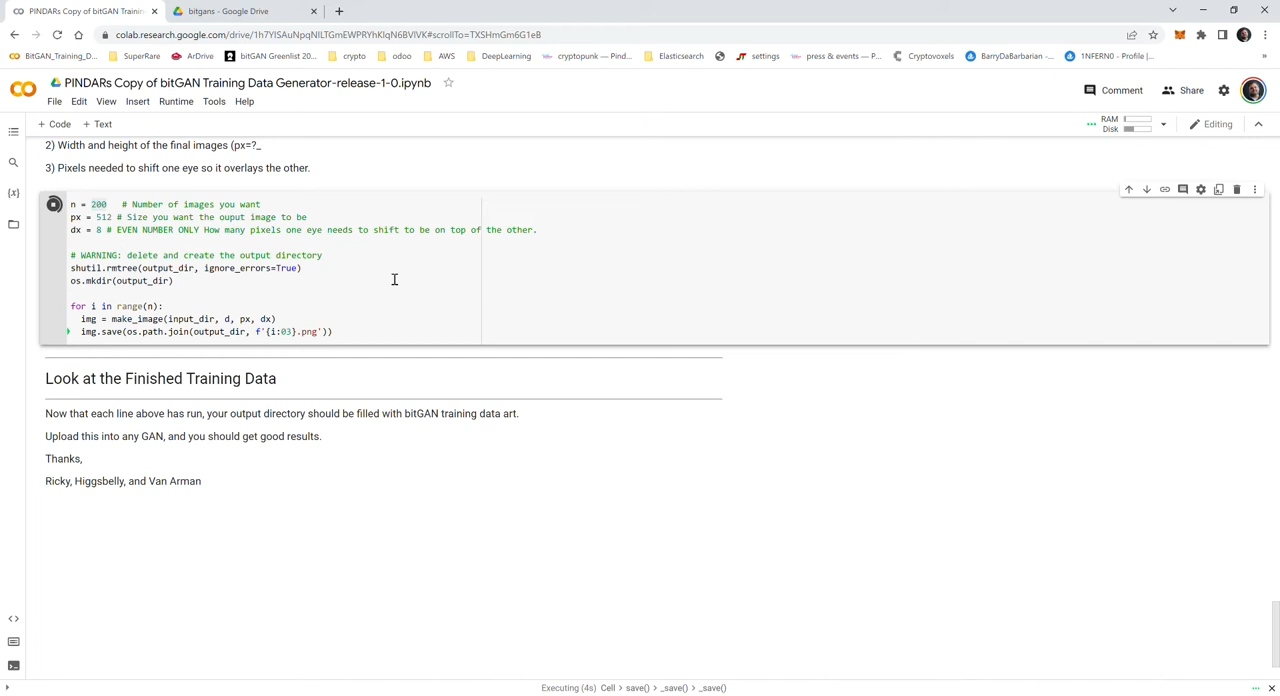 PINDARs Copy of bitGAN Trainin
bitgans - Google Drive
colab.research.google.com/drive/1h7YISAuNpqNILTGmEWPRYhKIqN6BVIVK#scrollTo=TXSHmGm6G1eB
BitGAN_Training_D...
SuperRare
ArDrive
bitGAN Greenlist 20...
crypto
odoo
AWS
DeepLearning
cryptopunk — Pind...
Elasticsearch
settings
press & events — P...
Cryptovoxels
BarryDaBarbarian -...
1NFERN0 - Profile |...
»
PINDARs Copy of bitGAN Training Data Generator-release-1-0.ipynb
File Edit View Insert Runtime Tools Help
Comment
Share
+ Code + Text
RAM
Disk
Editing
2) Width and height of the final images (px=?_
3) Pixels needed to shift one eye so it overlays the other.
n = 200 # Number of images you want
px = 512 # Size you want the ouput image to be
dx = 8 # EVEN NUMBER ONLY How many pixels one eye needs to shift to be on top of the other.
# WARNING: delete and create the output directory
shutil.rmtree(output_dir, ignore_errors=True)
os.mkdir(output_dir)
for i in range(n):
img = make_image(input_dir, d, px, dx)
img.save(os.path.join(output_dir, f'{i:03}.png'))
Look at the Finished Training Data
Now that each line above has run, your output directory should be filled with bitGAN training data art.
Upload this into any GAN, and you should get good results.
Thanks,
Ricky, Higgsbelly, and Van Arman
Executing (4s) Cell > save() > _save() > _save()